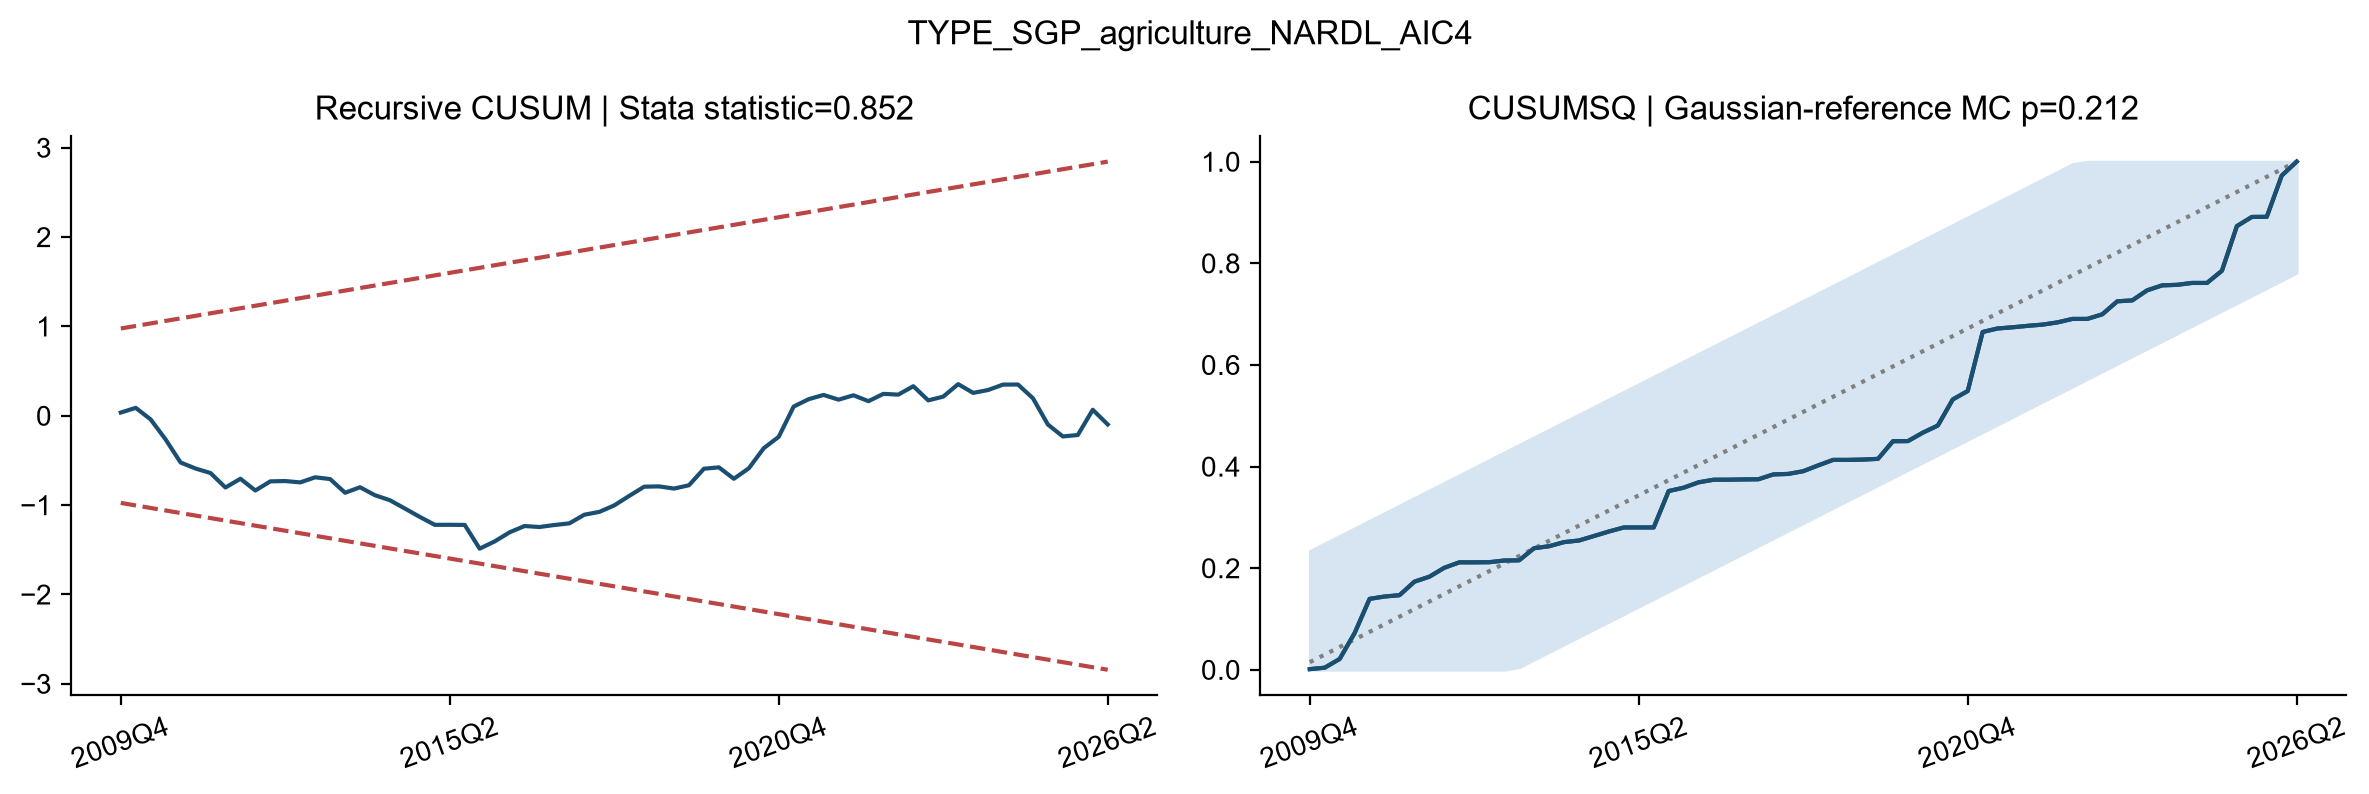 TYPE_SGP_agriculture_NARDL_AIC4
Recursive CUSUM | Stata statistic=0.852
3
2
1
0
−1
−2
−3
2009Q4
2015Q2
2020Q4
2026Q2
CUSUMSQ | Gaussian-reference MC p=0.212
1.0
0.8
0.6
0.4
0.2
0.0
2009Q4
2015Q2
2020Q4
2026Q2